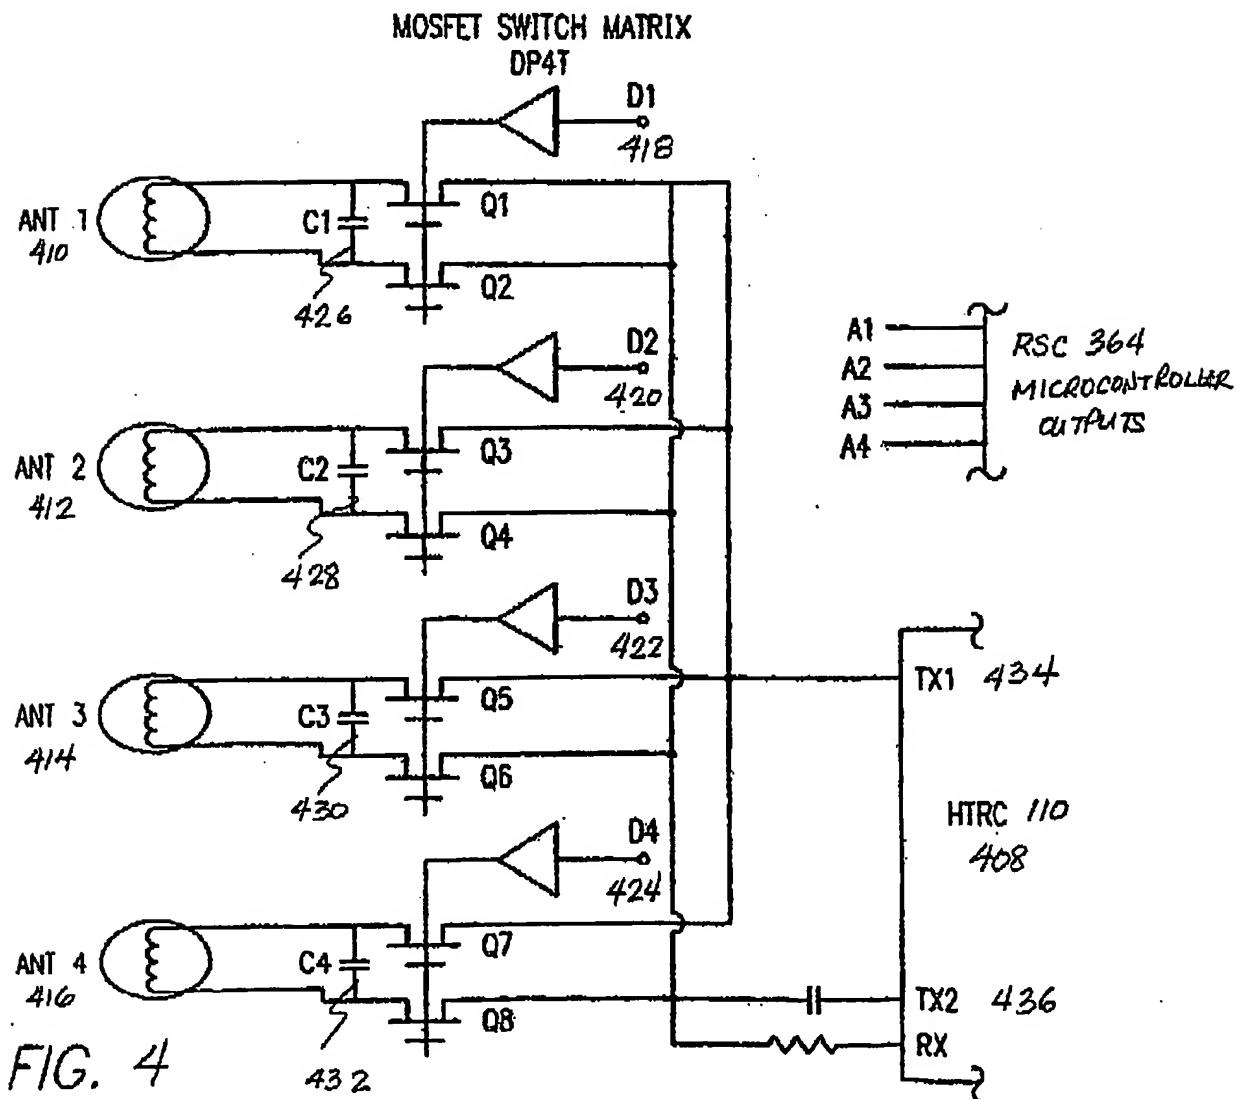 MOSFET SWITCH MATRIX
DP4T
D1
418
ANT 1
410
C1
Q1
Q2
426
D2
420
ANT 2
412
C2
Q3
Q4
428
A1
A2
A3
A4
RSC 364
MICROCONTROLLER
OUTPUTS
D3
422
ANT 3
414
C3
Q5
Q6
430
TX1 434
HTRC 110
408
D4
424
ANT 4
416
C4
Q7
Q8
432
TX2 436
RX
FIG. 4